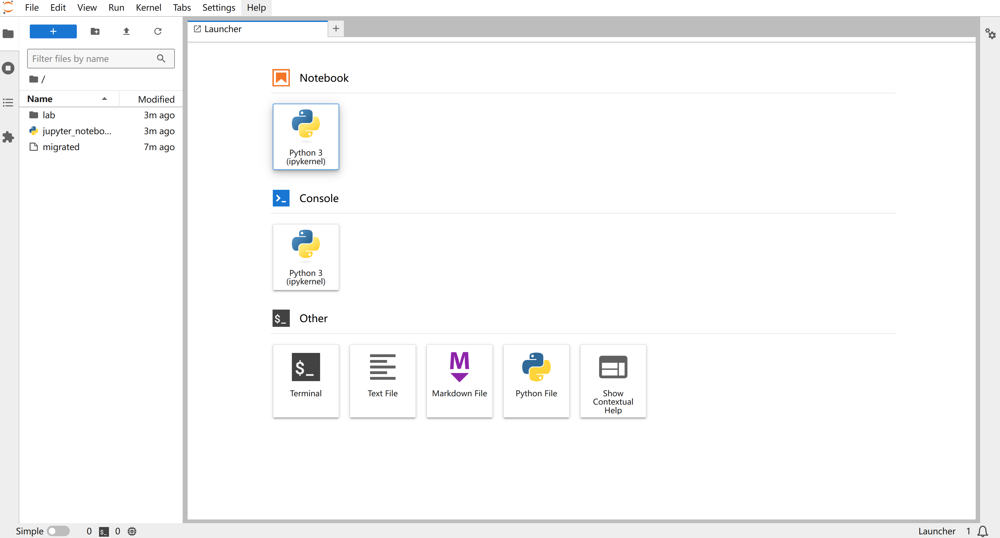 File Edit View Run Kernel Tabs Settings Help
Launcher
Filter files by name
/
Name Modified
lab 3m ago
jupyter_notebo... 3m ago
migrated 7m ago
Notebook
Python 3
(ipykernel)
Console
Python 3
(ipykernel)
$_ Other
$_
Terminal
Text File
M
Markdown File
Python File
Show
Contextual
Help
Simple 0 $_ 0 Launcher 1